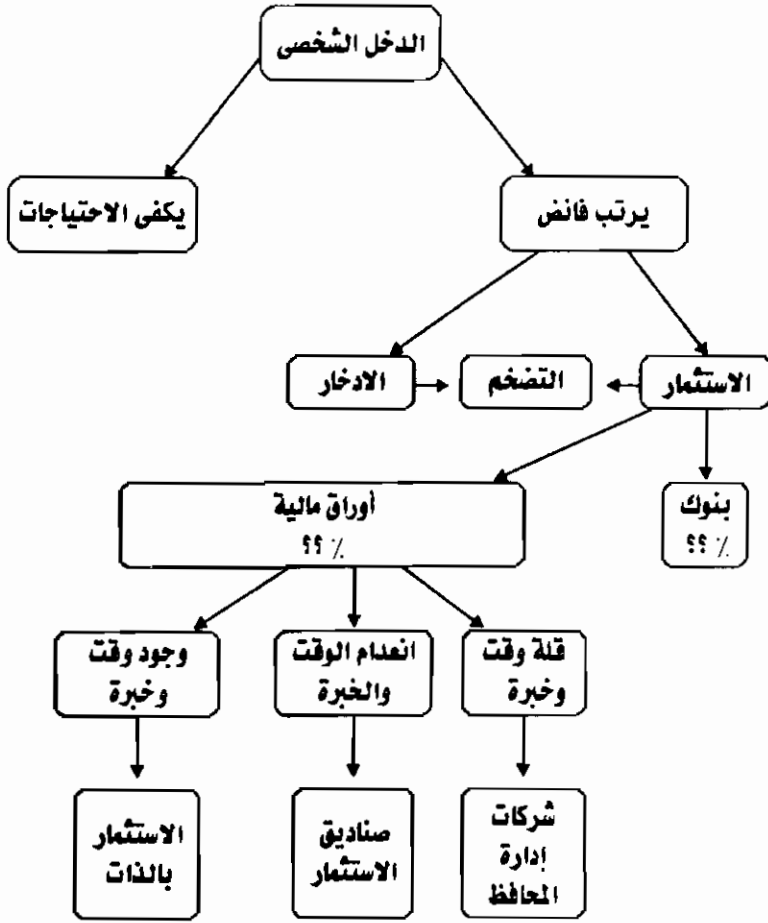 الدخل الشخصى
يرتب فائض
يكفى الاحتياجات
الاستثمار
التضخم
الادخار
بنوك
٪ ؟؟
أوراق مالية
٪ ؟؟
قلة وقت
وخبرة
انعدام الوقت
والخبرة
وجود وقت
وخبرة
شركات
إدارة
المحافظ
صناديق
الاستثمار
الاستثمار
بالذات